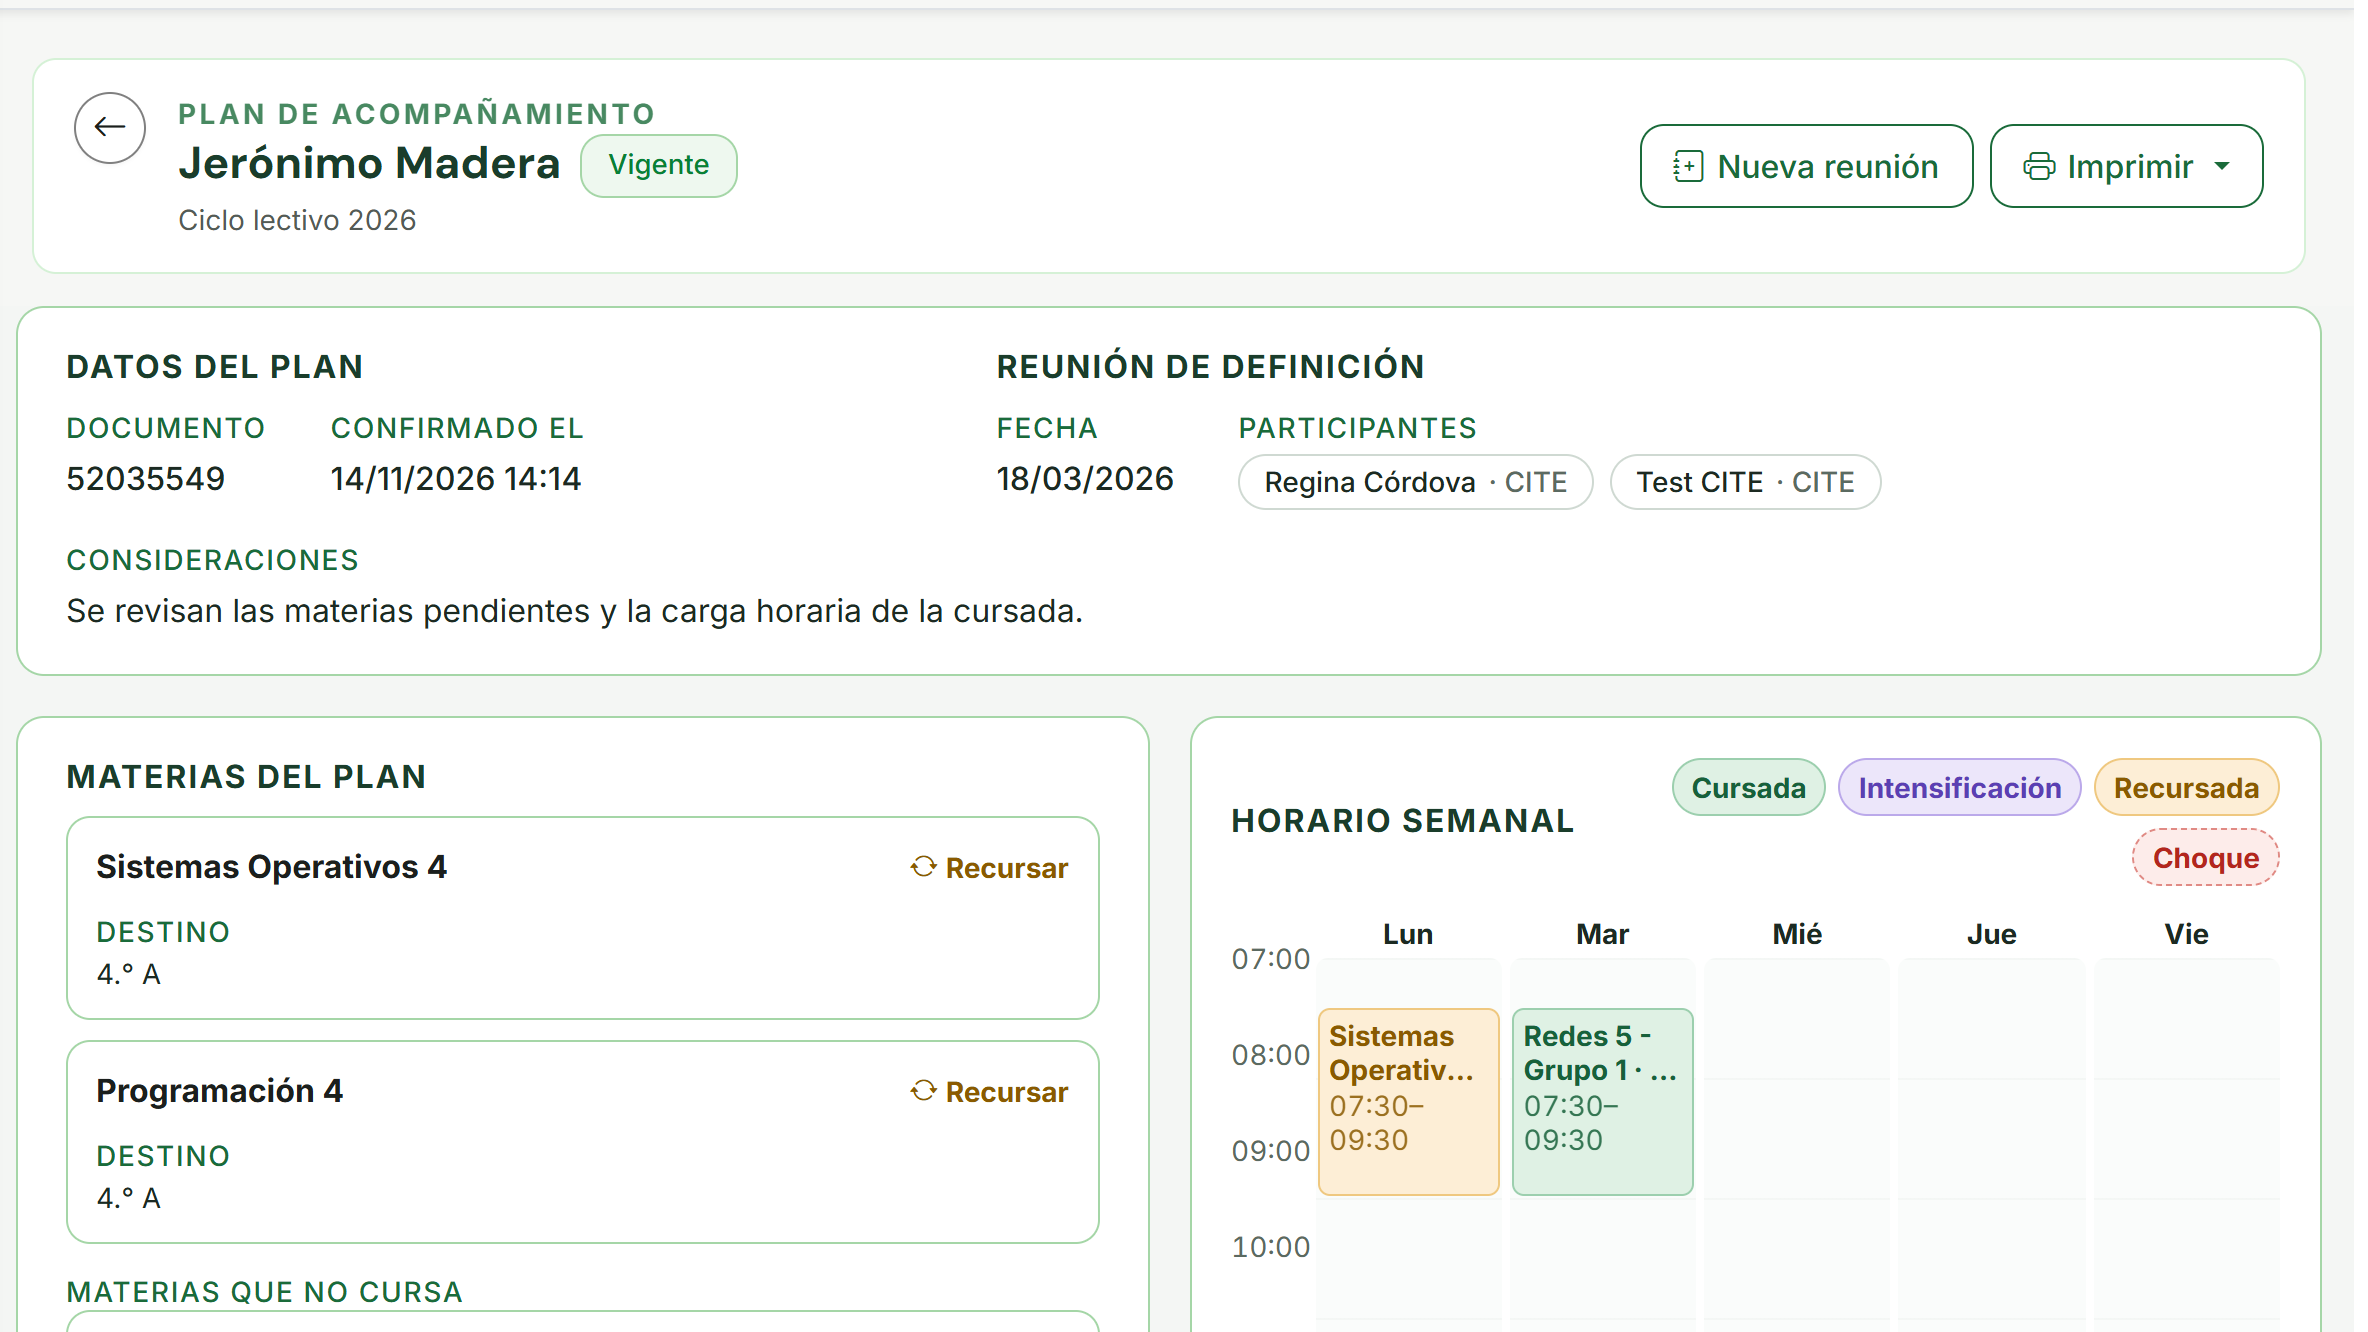 PLAN DE ACOMPAÑAMIENTO
Jerónimo Madera
Vigente
Ciclo lectivo 2026
Nueva reunión
Imprimir
DATOS DEL PLAN
DOCUMENTO
CONFIRMADO EL
52035549
14/11/2026 14:14
REUNIÓN DE DEFINICIÓN
FECHA
PARTICIPANTES
18/03/2026
Regina Córdova · CITE
Test CITE · CITE
CONSIDERACIONES
Se revisan las materias pendientes y la carga horaria de la cursada.
MATERIAS DEL PLAN
Sistemas Operativos 4
Recursar
DESTINO
4.° A
Programación 4
Recursar
DESTINO
4.° A
MATERIAS QUE NO CURSA
HORARIO SEMANAL
Cursada
Intensificación
Recursada
Choque
Lun
Mar
Mié
Jue
Vie
07:00
08:00
09:00
10:00
Sistemas
Operativ...
07:30–
09:30
Redes 5 -
Grupo 1 · ...
07:30–
09:30